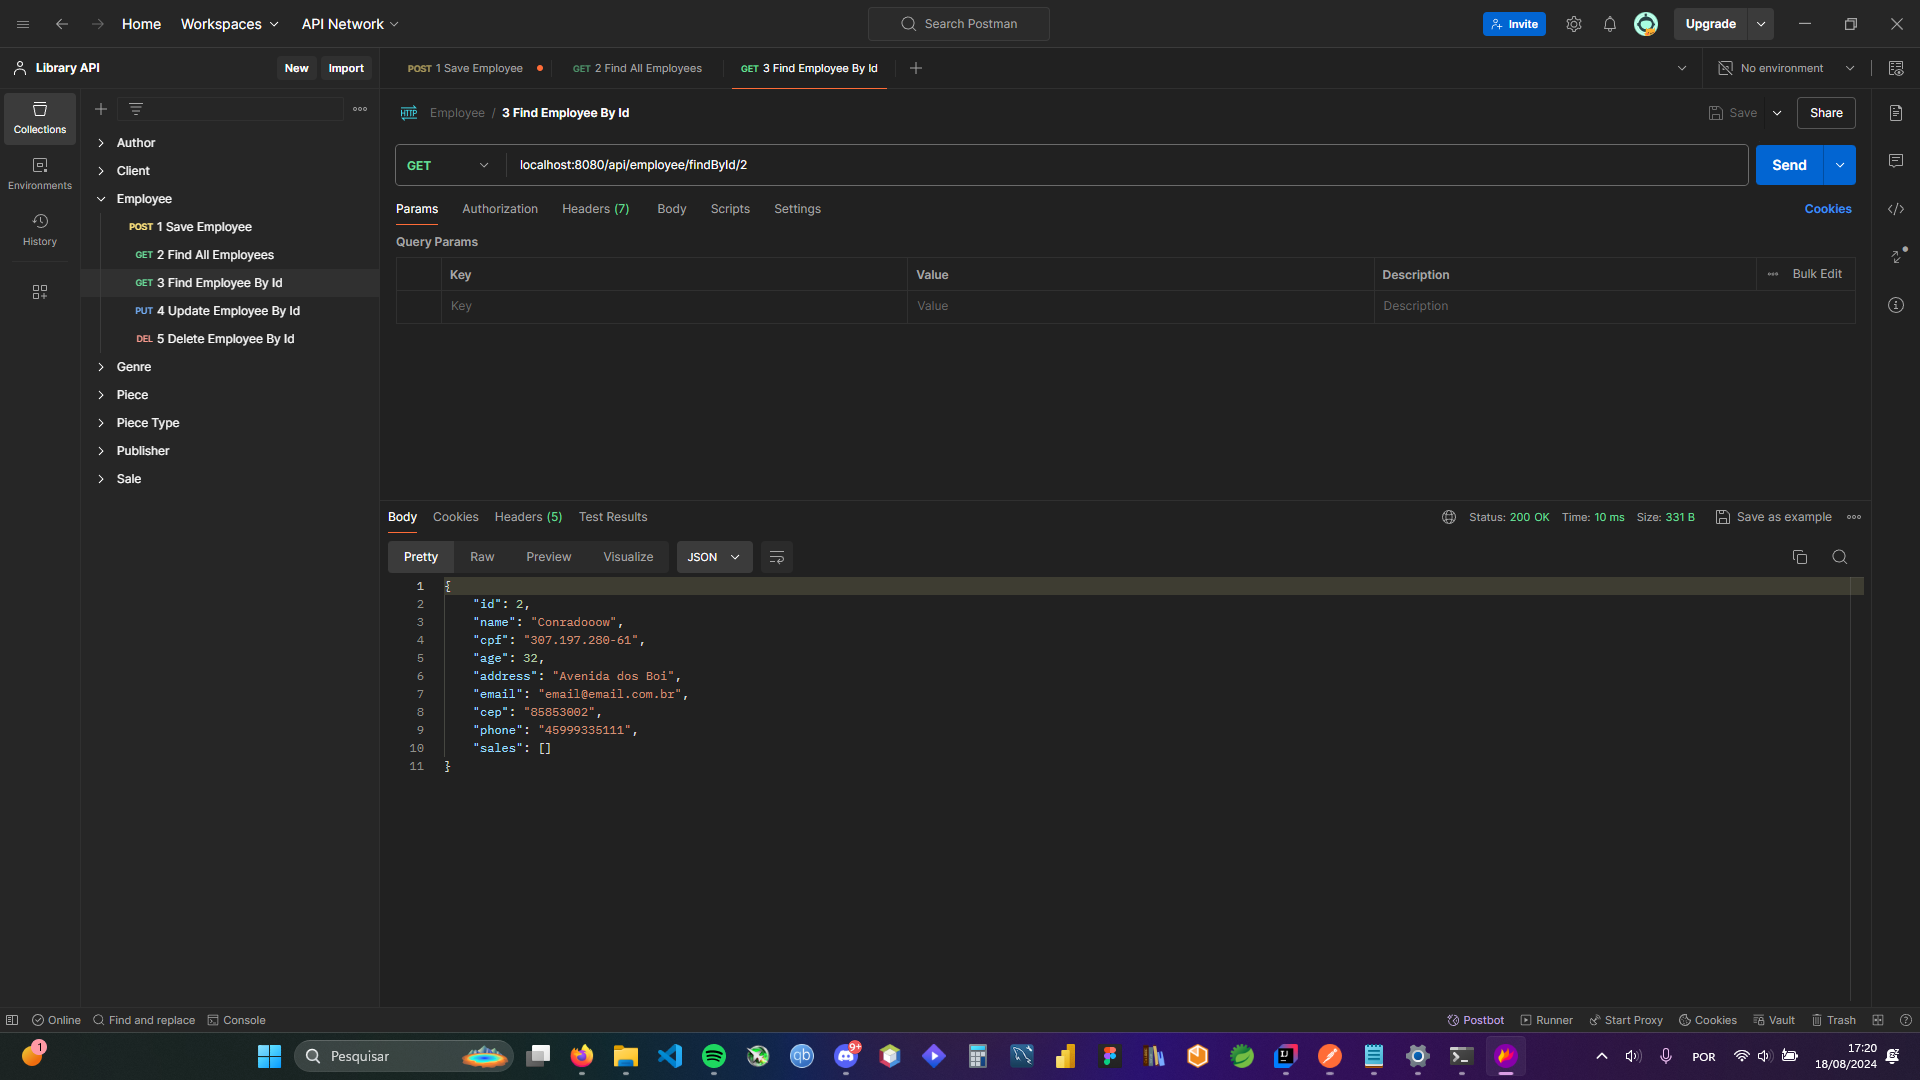 Home
Workspaces
API Network
Search Postman
Invite
Upgrade
Library API
New
Import
POST 1 Save Employee
GET 2 Find All Employees
GET 3 Find Employee By Id
No environment
Collections
Environments
History
Author
Client
Employee
POST 1 Save Employee
GET 2 Find All Employees
GET 3 Find Employee By Id
PUT 4 Update Employee By Id
DEL 5 Delete Employee By Id
Genre
Piece
Piece Type
Publisher
Sale
HTTP
Employee / 3 Find Employee By Id
Save
Share
GET
localhost:8080/api/employee/findById/2
Send
Params
Authorization
Headers (7)
Body
Scripts
Settings
Cookies
Query Params
Key
Value
Description
Bulk Edit
Key
Value
Description
Body
Cookies
Headers (5)
Test Results
Status: 200 OK
Time: 10 ms
Size: 331 B
Save as example
Pretty
Raw
Preview
Visualize
JSON
1 {
2 "id": 2,
3 "name": "Conradooow",
4 "cpf": "307.197.280-61",
5 "age": 32,
6 "address": "Avenida dos Boi",
7 "email": "email@email.com.br",
8 "cep": "85853002",
9 "phone": "45999335111",
10 "sales": []
11 }
Online
Find and replace
Console
Postbot
Runner
Start Proxy
Cookies
Vault
Trash
1
Pesquisar
qb
9+
IJ
POR
17:20
18/08/2024